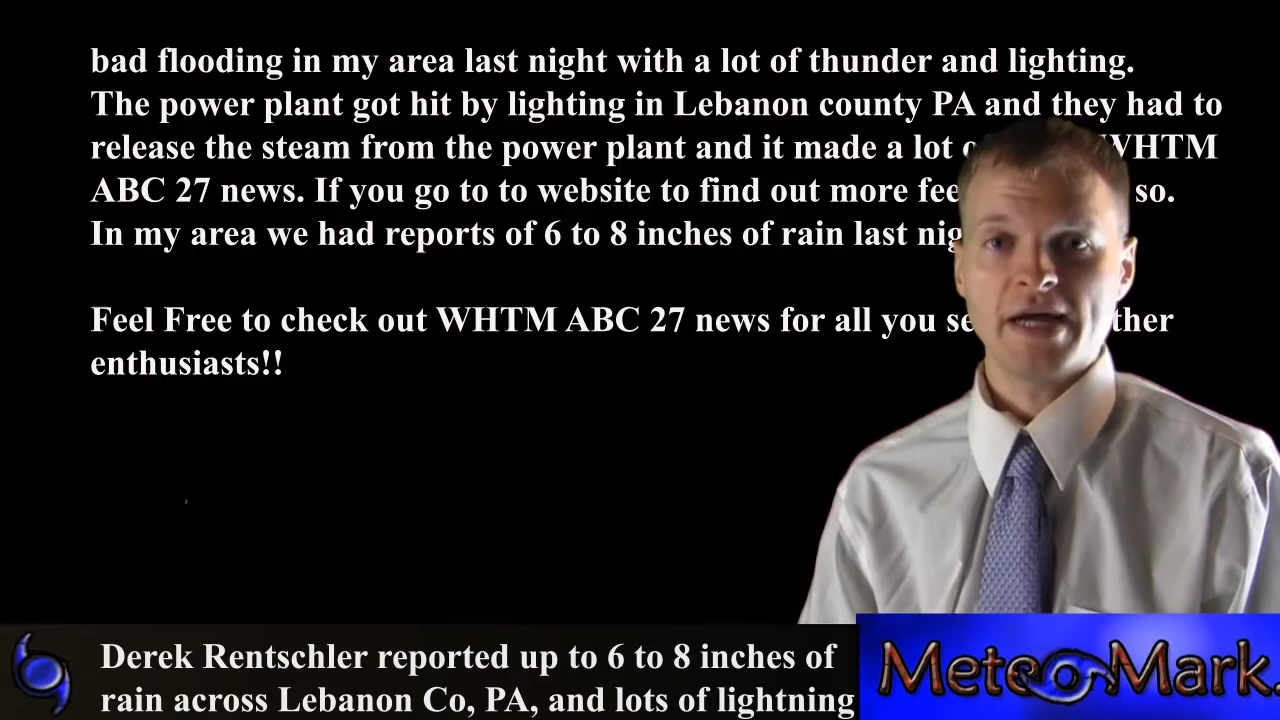 bad flooding in my area last night with a lot of thunder and lighting.
The power plant got hit by lighting in Lebanon county PA and they had to
release the steam from the power plant and it made a lot WHTM
ABC 27 news. If you go to to website to find out more so.
In my area we had reports of 6 to 8 inches of rain last
Feel Free to check out WHTM ABC 27 news for all you
enthusiasts!!
Derek Rentschler reported up to 6 to 8 inches of
rain across Lebanon Co, PA, and lots of lightning
MeteoMark.